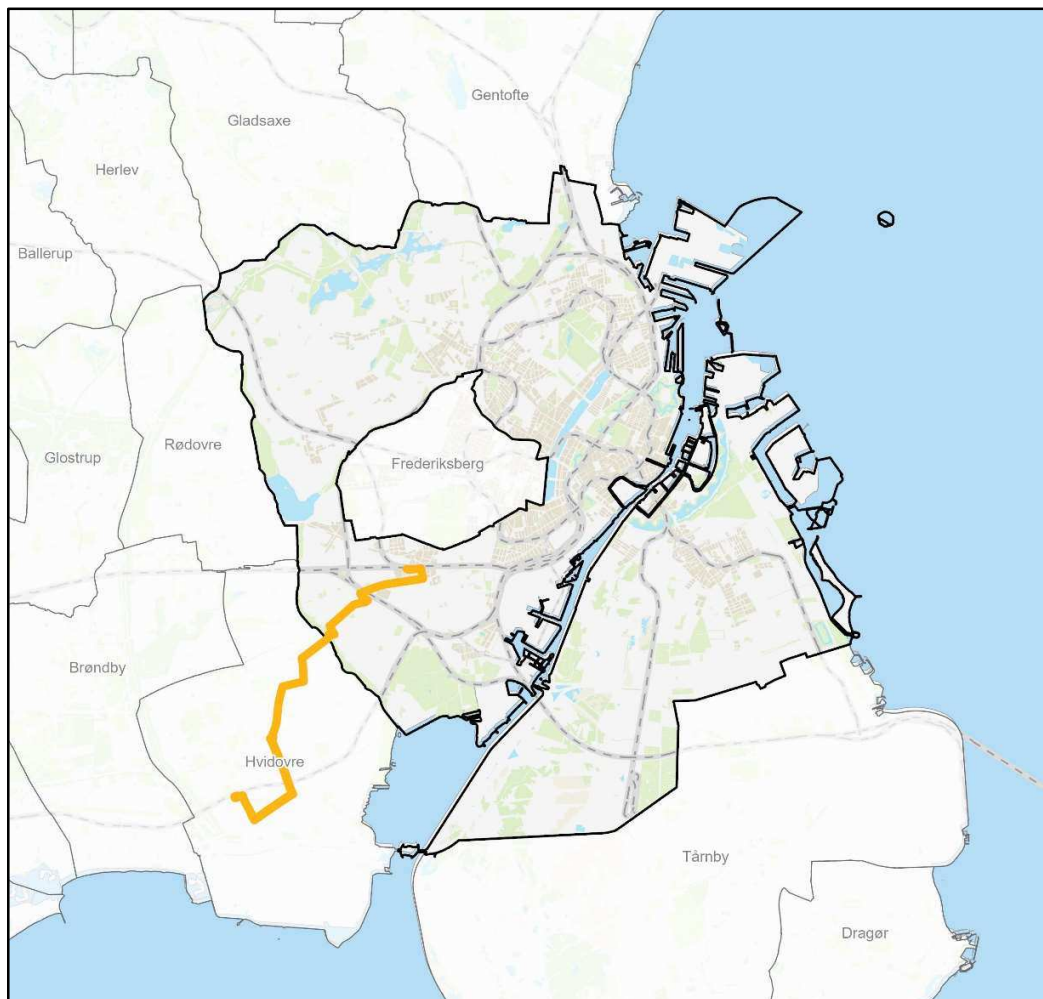 Gentofte
Gladsaxe
Herlev
Ballerup
Rødovre
Glostrup
Frederiksberg
Brøndby
Hvidovre
Tårnby
Dragør